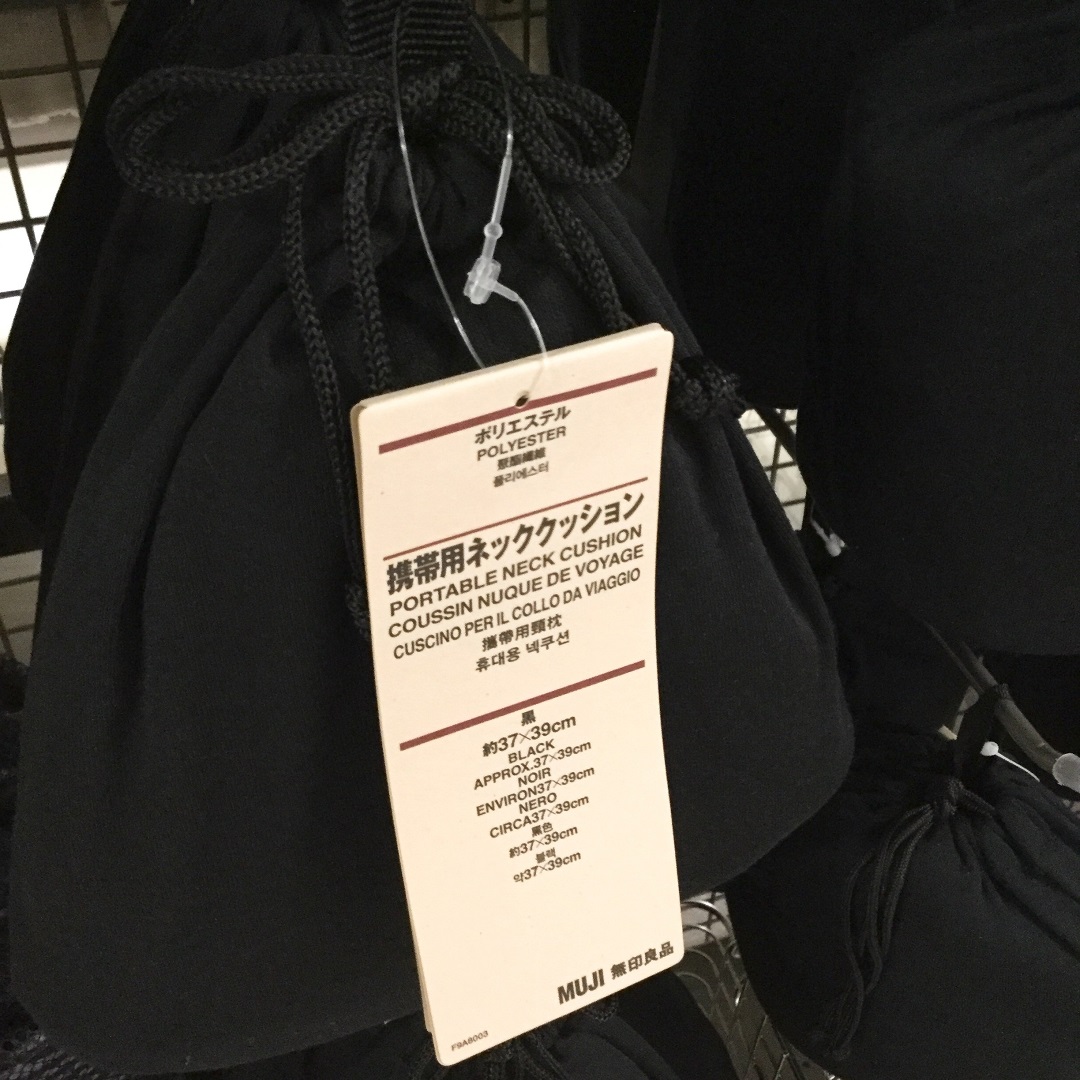 ポリエステル
POLYESTER
聚酯纖維
폴리에스터
携帯用ネッククッション
PORTABLE NECK CUSHION
COUSSIN NUQUE DE VOYAGE
CUSCINO PER IL COLLO DA VIAGGIO
攜帶用頸枕
휴대용 넥쿠션
黒
約37×39cm
BLACK
APPROX.37×39cm
NOIR
ENVIRON37×39cm
NERO
CIRCA37×39cm
黑色
約37×39cm
블랙
약37×39cm
MUJI 無印良品
F9A8003